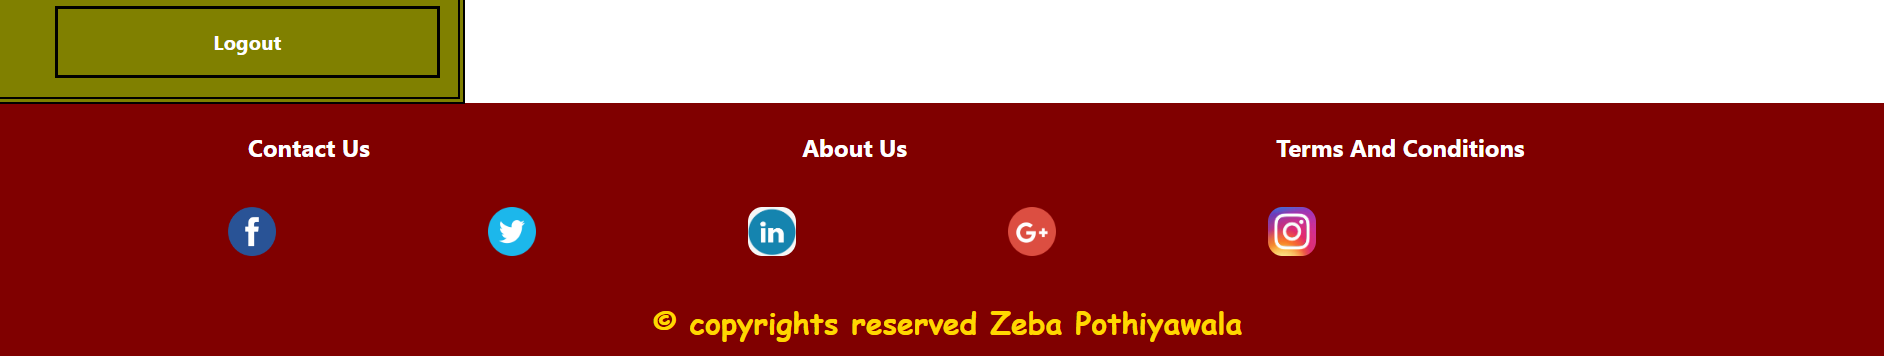 Logout
Contact Us About Us Terms And Conditions
f in G+
© copyrights reserved Zeba Pothiyawala